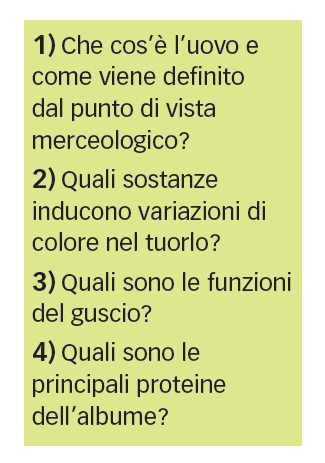 1) Che cos'è l'uovo e
come viene definito
dal punto di vista
merceologico?
2) Quali sostanze
inducono variazioni di
colore nel tuorlo?
3) Quali sono le funzioni
del guscio?
4) Quali sono le
principali proteine
dell'albume?